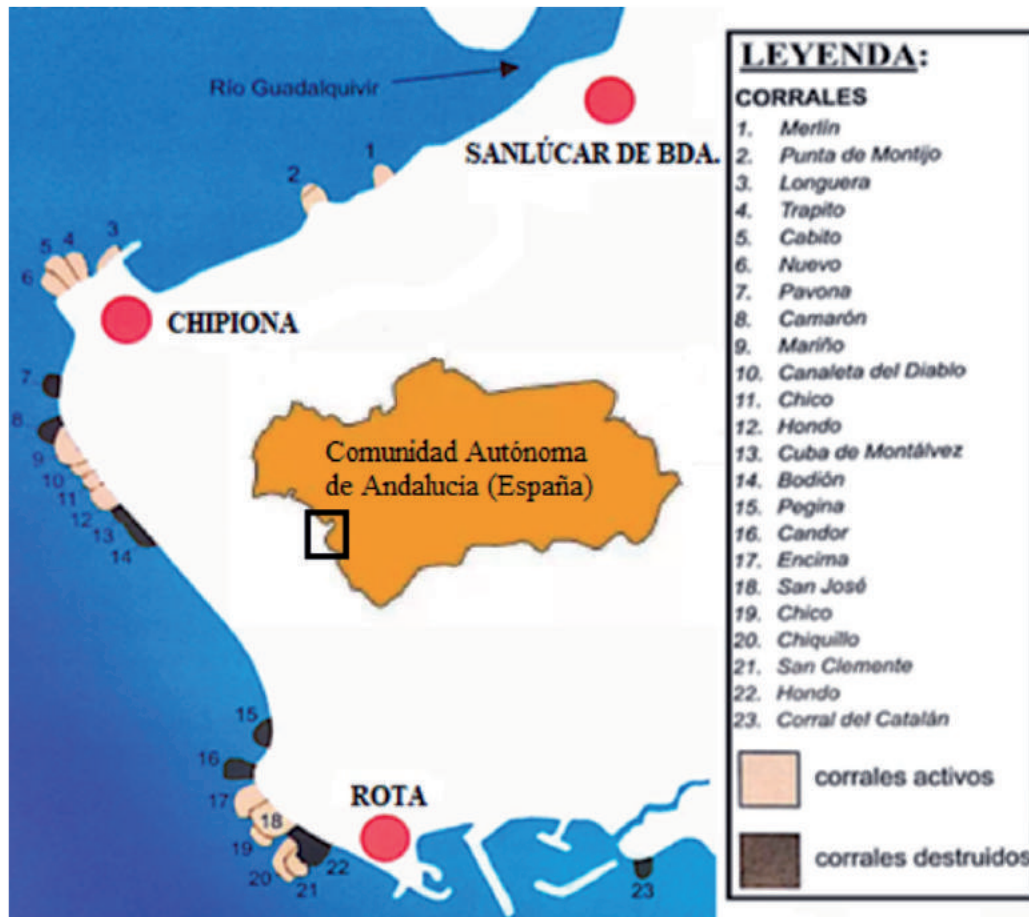 Río Guadalquivir
SANLÚCAR DE BDA.
1
2
3
4
5
6
CHIPIONA
7
8
9
10
11
12
13
14
Comunidad Autónoma
de Andalucia (España)
15
16
17
18
19
20
21
22
ROTA
23
LEYENDA:
CORRALES
1. Merlín
2. Punta de Montijo
3. Longuera
4. Trapito
5. Cabito
6. Nuevo
7. Pavona
8. Camarón
9. Mariño
10. Canaleta del Diablo
11. Chico
12. Hondo
13. Cuba de Montálvez
14. Bodión
15. Pegina
16. Candor
17. Encima
18. San José
19. Chico
20. Chiquillo
21. San Clemente
22. Hondo
23. Corral del Catalán
corrales activos
corrales destruidos